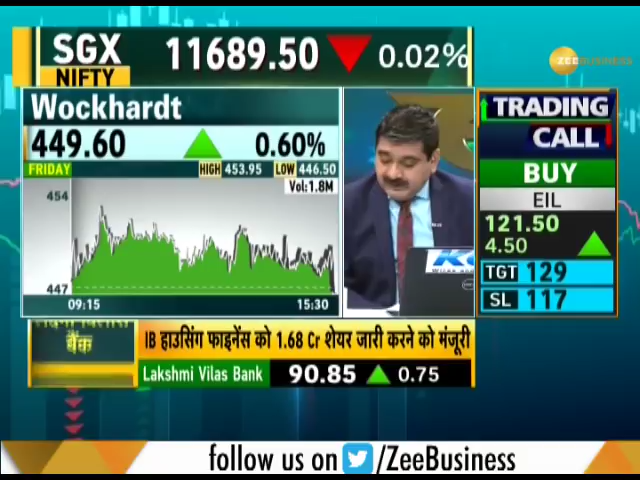 SGX
NIFTY
11689.50
0.02%
ZEE BUSINESS
Wockhardt
449.60
0.60%
FRIDAY
HIGH 453.95 LOW 446.50
Vol:1.8M
454
447
09:15
15:30
TRADING
CALL
BUY
EIL
121.50
4.50
TGT 129
SL 117
बैंक
IB हाउसिंग फाइनेंस को 1.68 Cr शेयर जारी करने को मंजूरी
Lakshmi Vilas Bank 90.85 0.75
follow us on /ZeeBusiness